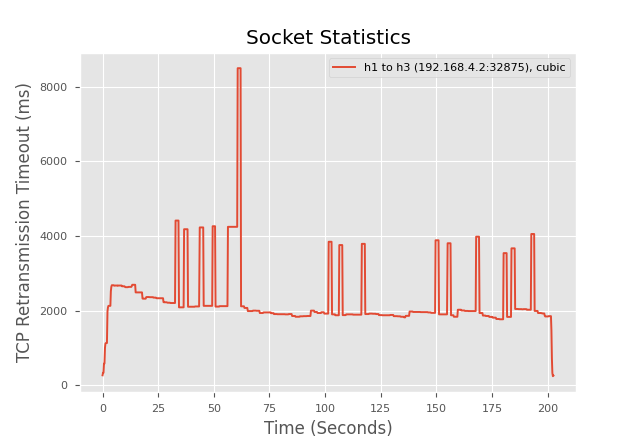 Socket Statistics
h1 to h3 (192.168.4.2:32875), cubic
TCP Retransmission Timeout (ms)
8000
6000
4000
2000
0
0 25 50 75 100 125 150 175 200
Time (Seconds)